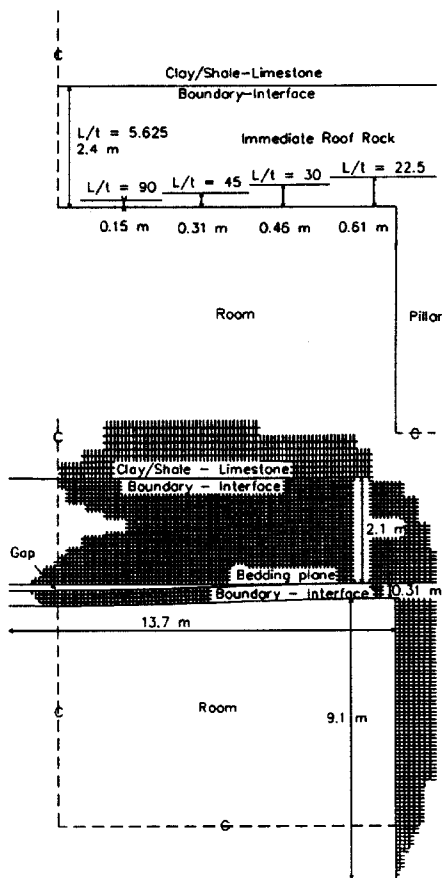 ℄
Clay/Shale-Limestone
Boundary-Interface
L/t = 5.625
2.4 m
Immediate Roof Rock
L/t = 90
L/t = 45
L/t = 30
L/t = 22.5
0.15 m
0.31 m
0.46 m
0.61 m
Room
Pillar
℄
℄
Clay/Shale - Limestone
Boundary - Interface
2.1 m
Gap
Bedding plane
Boundary - interface
0.31 m
13.7 m
℄
Room
9.1 m
℄